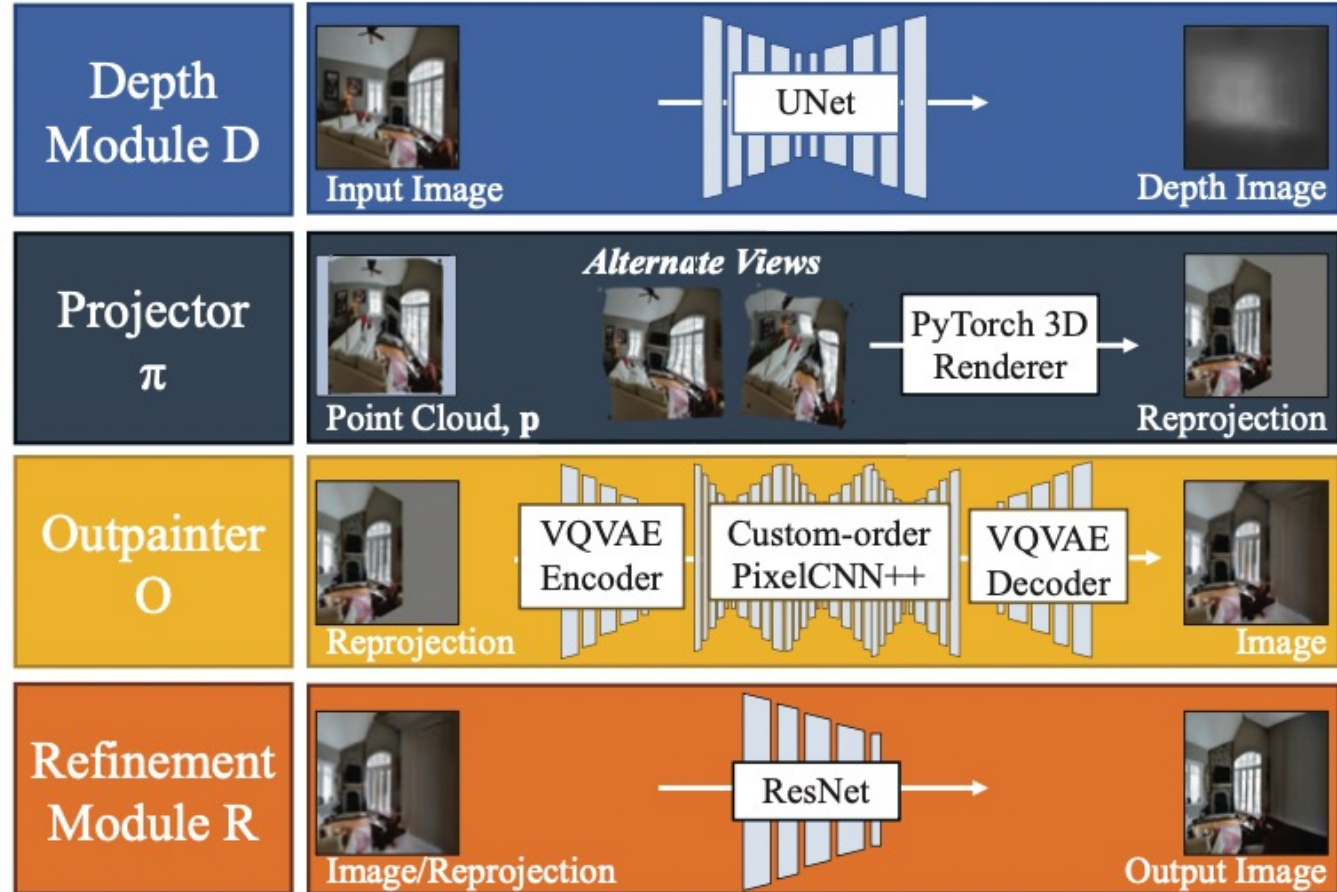 Depth
Module D
Input Image
UNet
Depth Image
Projector
π
Alternate Views
Point Cloud, p
PyTorch 3D
Renderer
Reprojection
Outpainter
O
Reprojection
VQVAE
Encoder
Custom-order
PixelCNN++
VQVAE
Decoder
Image
Refinement
Module R
Image/Reprojection
ResNet
Output Image